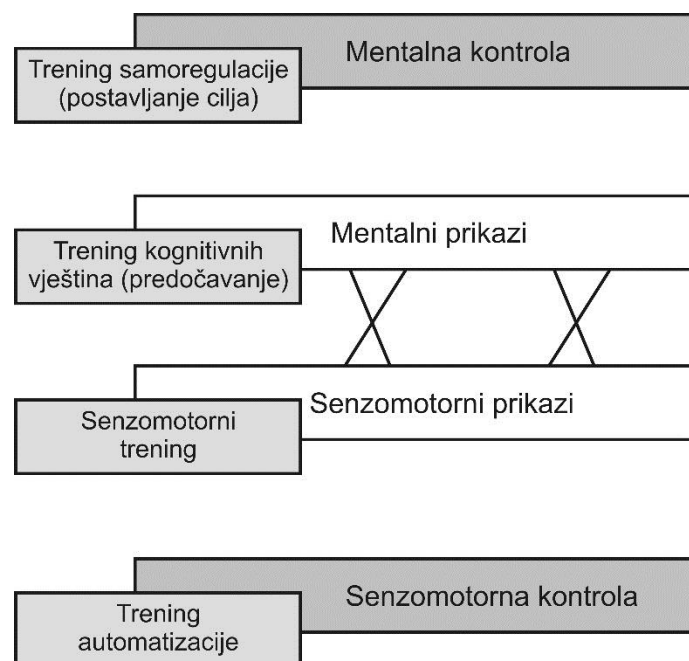 Mentalna kontrola
Trening samoregulacije
(postavljanje cilja)
Mentalni prikazi
Trening kognitivnih
vještina (predočavanje)
Senzomotorni prikazi
Senzomotorni
trening
Senzomotorna kontrola
Trening
automatizacije